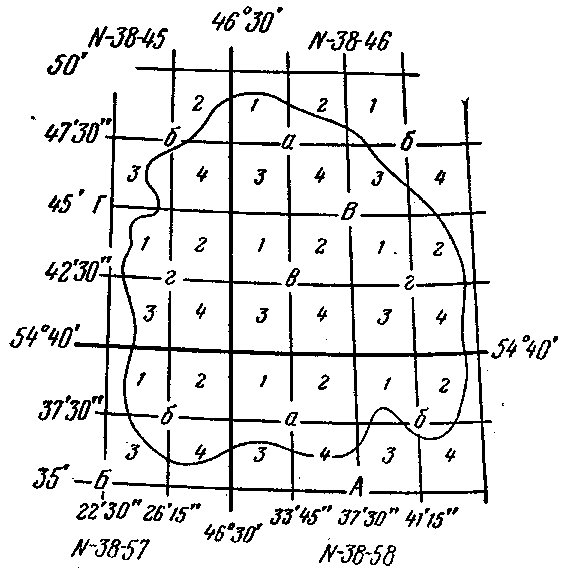 46°30'
N-38-45 N-38-46
50'
2 1 2 1
47'30" б а б
3 4 3 4 3 4
45' Г В
1 2 1 2 1 2
42'30" г в г
3 4 3 4 3 4
54°40' 54°40'
1 2 1 2 1 2
37'30" б а б
3 4 3 4 3 4
35' Б А
22'30" 26'15" 46°30' 33'45" 37'30" 41'15"
N-38-57 N-38-58